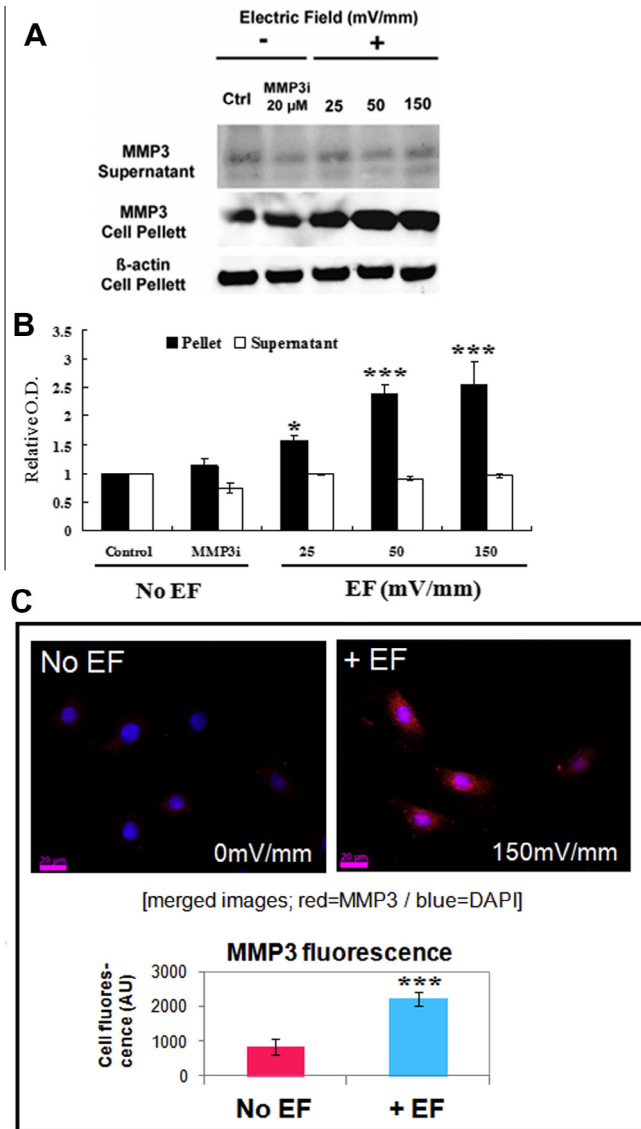 A
Electric Field (mV/mm)
- +
Ctrl MMP3i 20 µM 25 50 150
MMP3
Supernatant
MMP3
Cell Pellett
ß-actin
Cell Pellett
B
3.5
3
2.5
2
1.5
1
0.5
0
Relative O.D.
Pellet Supernatant
* *** ***
Control MMP3i 25 50 150
No EF EF (mV/mm)
C
No EF
20 µm
0mV/mm
+ EF
20 µm
150mV/mm
[merged images; red=MMP3 / blue=DAPI]
MMP3 fluorescence
Cell fluores-
cence (AU)
3000
2000
1000
0
***
No EF + EF